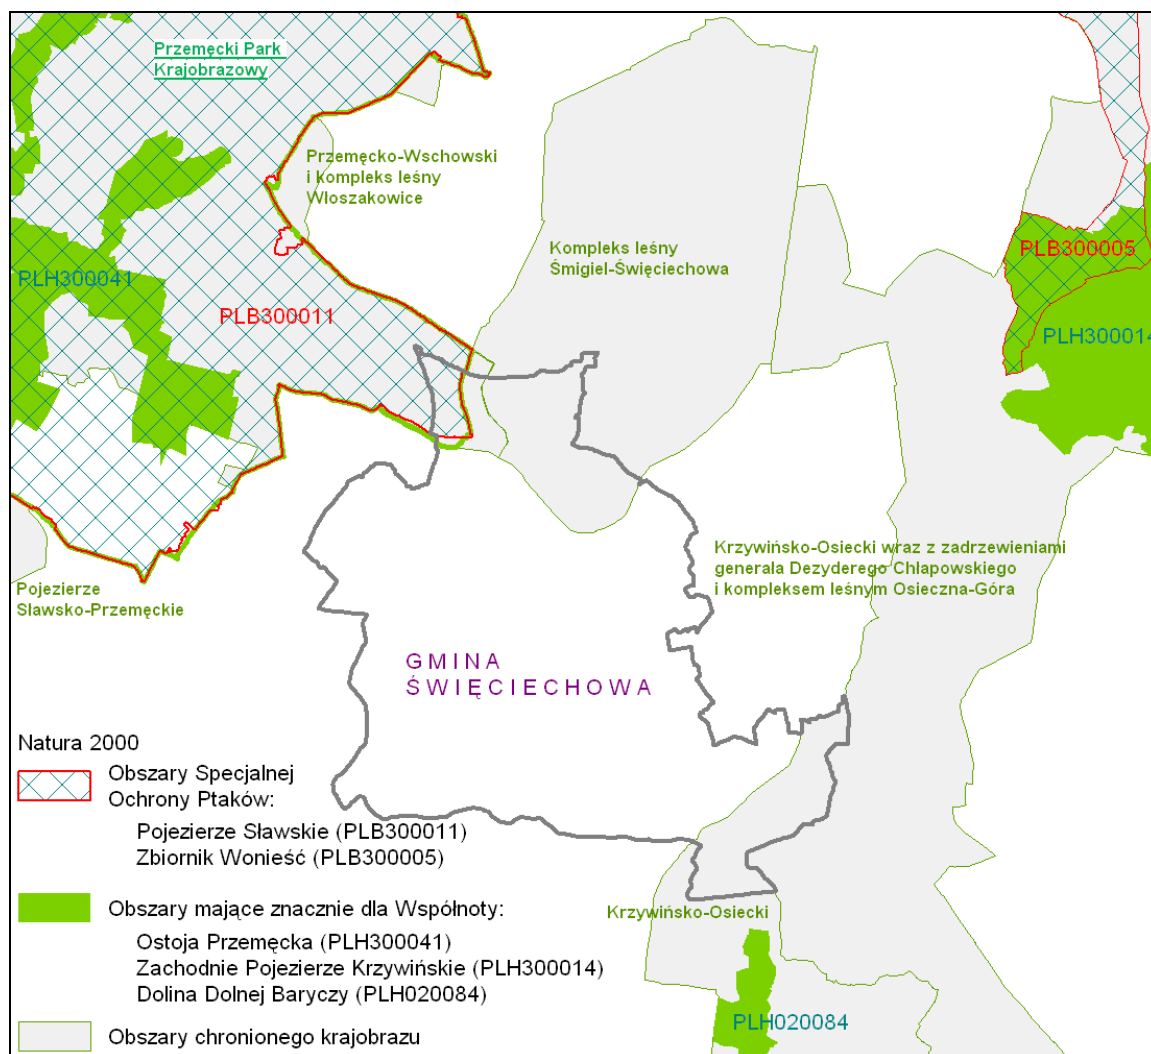 Przemęcki Park
Krajobrazowy
Przemęcko-Wschowski
i kompleks leśny
Wloszakowice
Kompleks leśny
Śmigiel-Święciechowa
PLB300005
PLH300041
PLB300011
PLH300014
Krzywińsko-Osiecki wraz z zadrzewieniami
generała Dezyderego Chłapowskiego
i kompleksem leśnym Osieczna-Góra
Pojezierze
Sławsko-Przemęckie
GMINA
ŚWIĘCIECHOWA
Natura 2000
Obszary Specjalnej
Ochrony Ptaków:
Pojezierze Sławskie (PLB300011)
Zbiornik Wonieść (PLB300005)
Obszary mające znacznie dla Wspólnoty:
Ostoja Przemęcka (PLH300041)
Zachodnie Pojezierze Krzywińskie (PLH300014)
Dolina Dolnej Baryczy (PLH020084)
Obszary chronionego krajobrazu
Krzywińsko-Osiecki
PLH020084